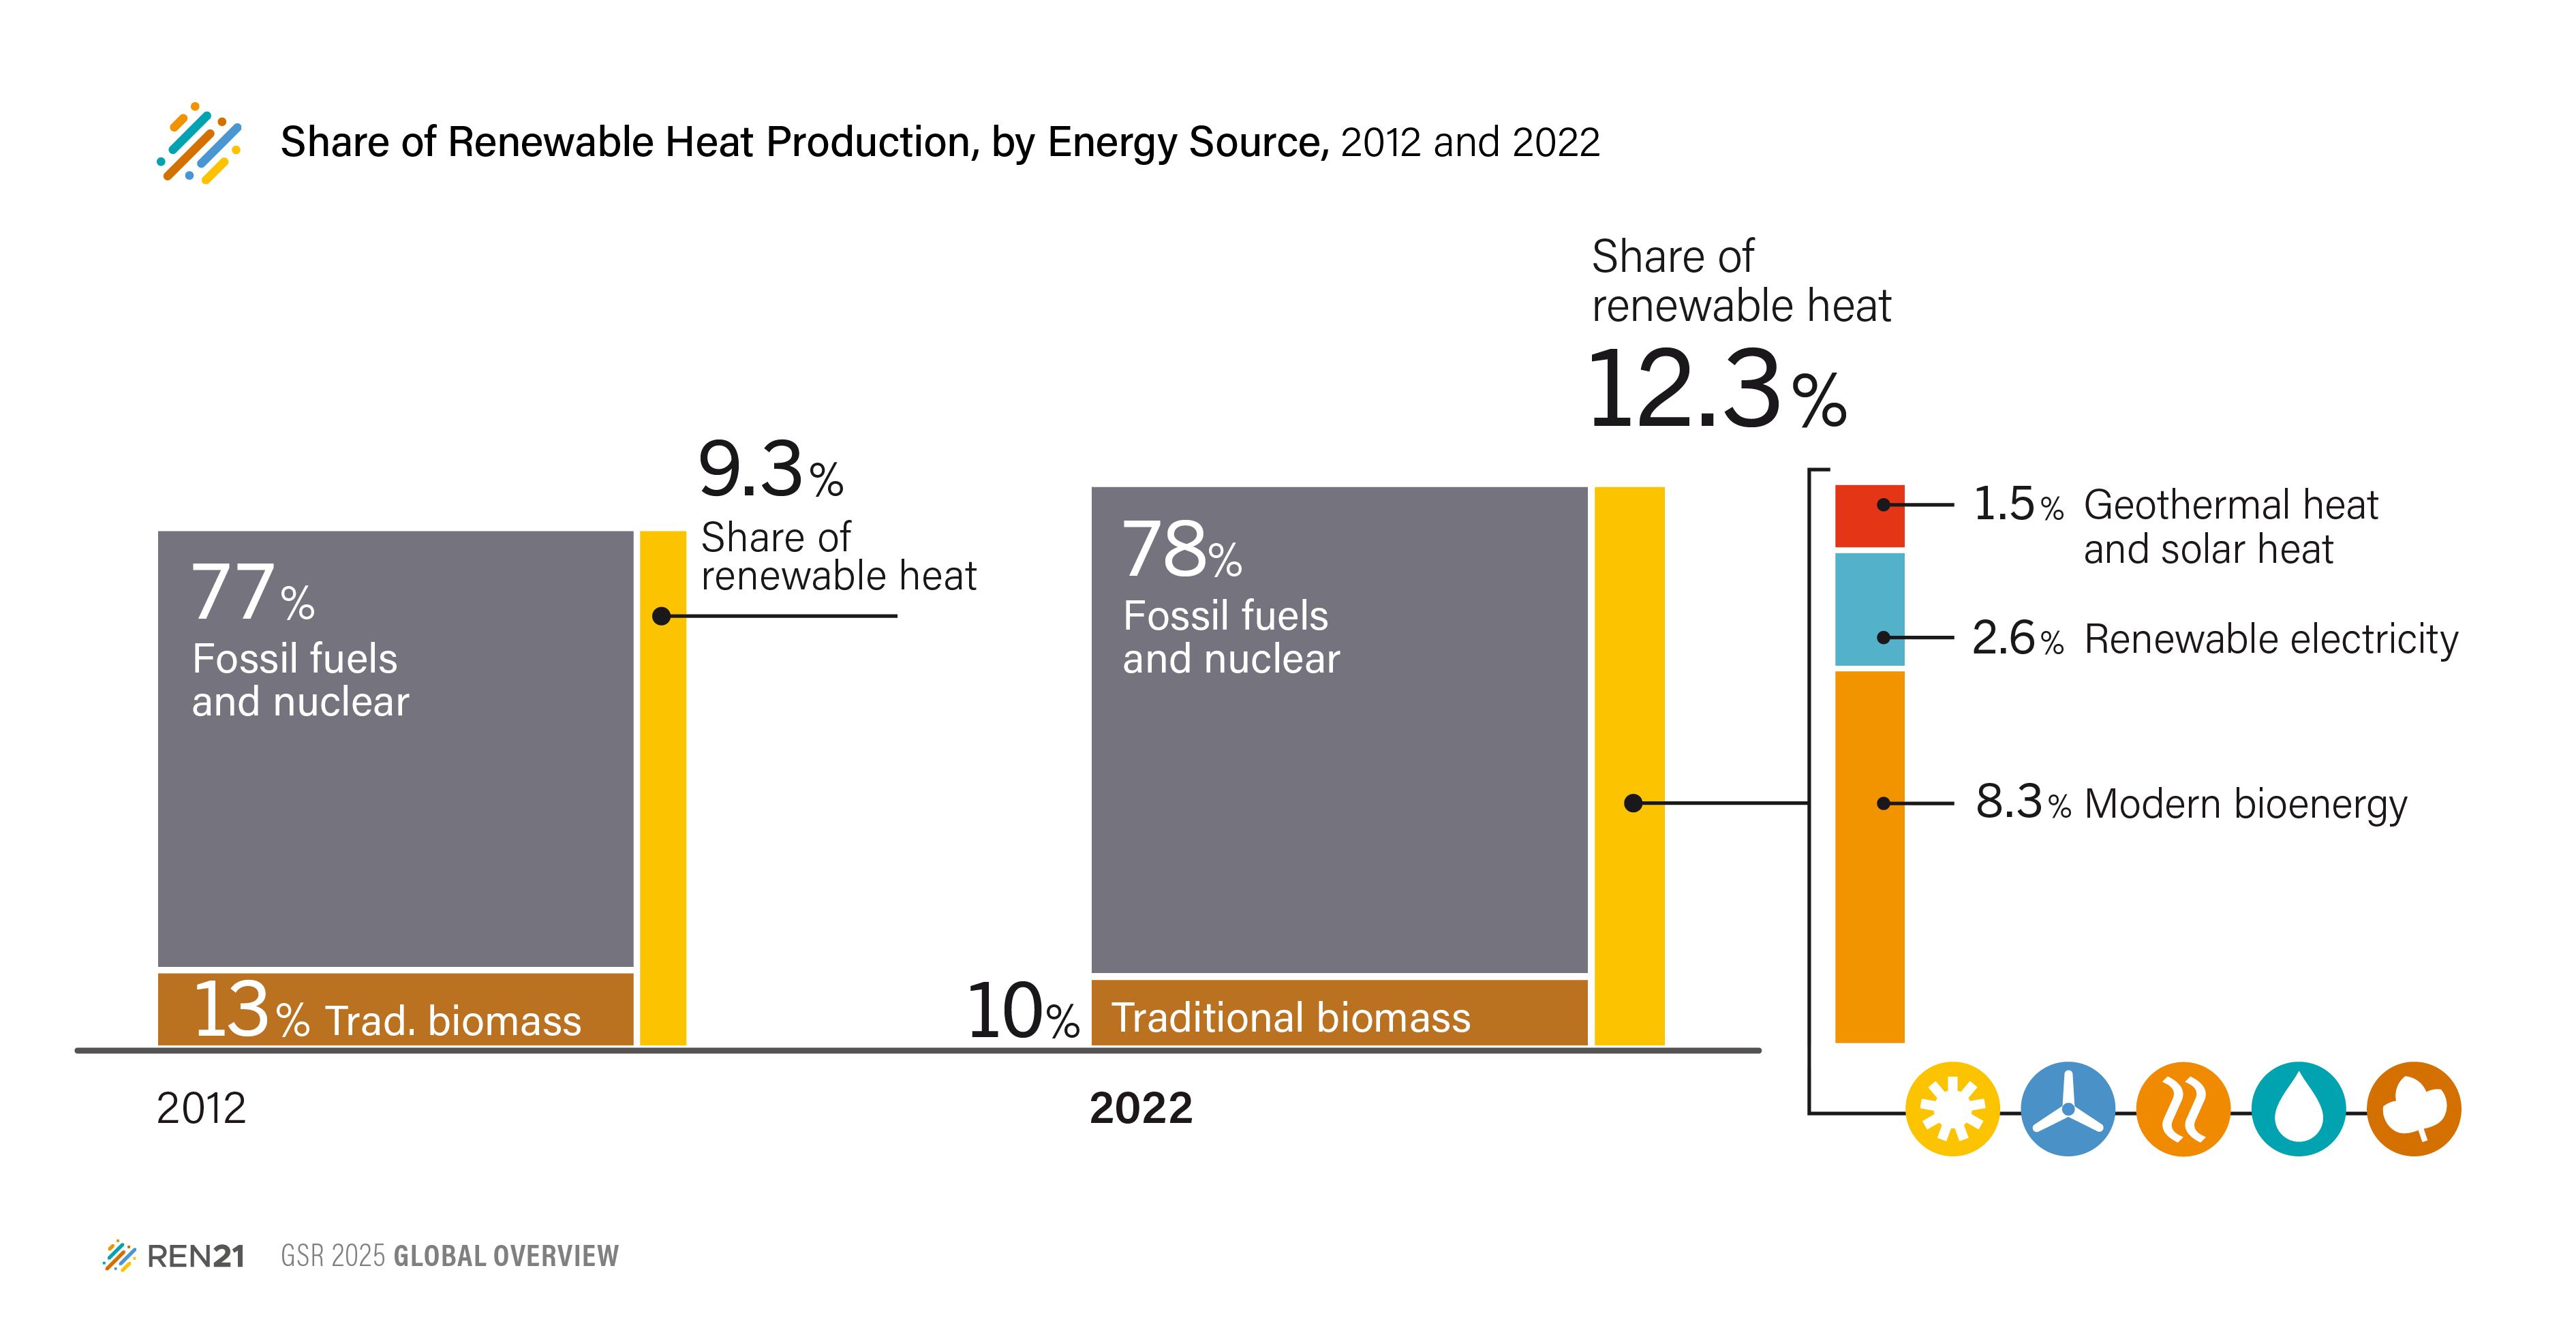 Share of Renewable Heat Production, by Energy Source, 2012 and 2022
77%
Fossil fuels
and nuclear
13% Trad. biomass
9.3%
Share of
renewable heat
2012
78%
Fossil fuels
and nuclear
10% Traditional biomass
2022
Share of
renewable heat
12.3%
1.5% Geothermal heat
and solar heat
2.6% Renewable electricity
8.3% Modern bioenergy
REN21 GSR 2025 GLOBAL OVERVIEW